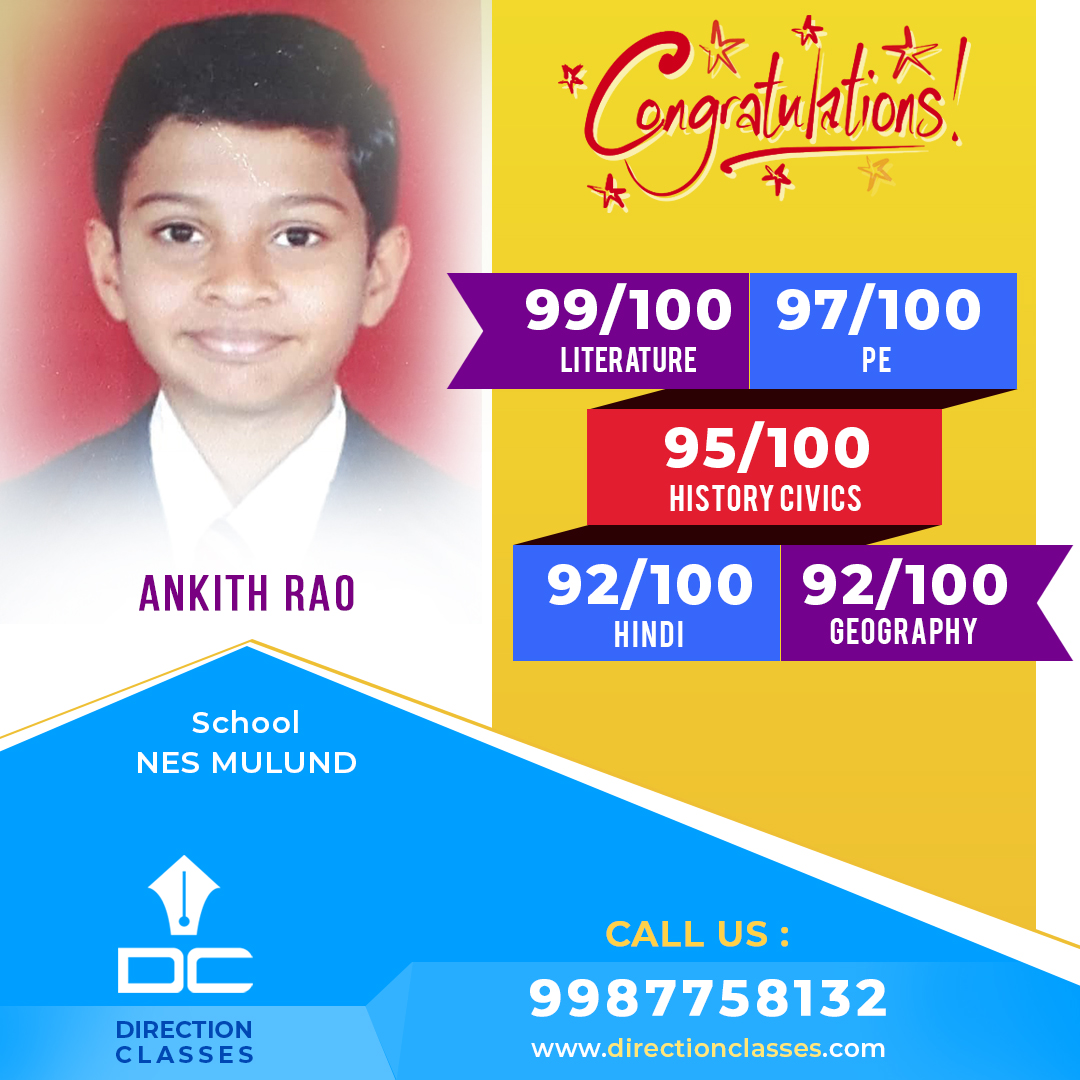 Congratulations!
99/100
LITERATURE
97/100
PE
95/100
HISTORY CIVICS
92/100
HINDI
92/100
GEOGRAPHY
ANKITH RAO
School
NES MULUND
DC
DIRECTION
CLASSES
CALL US :
9987758132
www.directionclasses.com